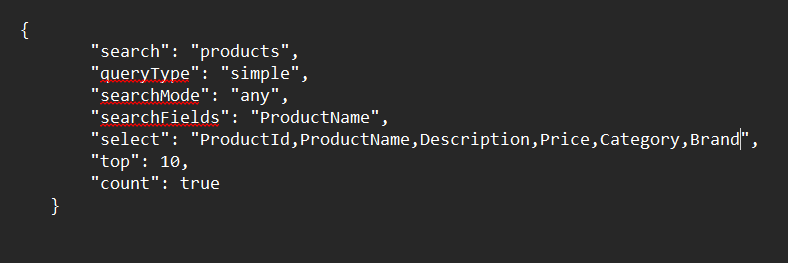 {
"search": "products",
"queryType": "simple",
"searchMode": "any",
"searchFields": "ProductName",
"select": "ProductId,ProductName,Description,Price,Category,Brand",
"top": 10,
"count": true
}